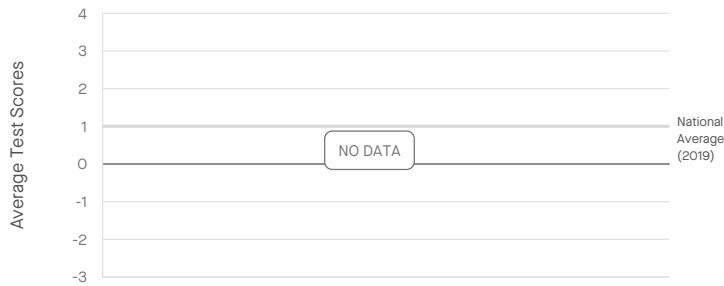 Average Test Scores
4
3
2
1
0
-1
-2
-3
NO DATA
National
Average
(2019)